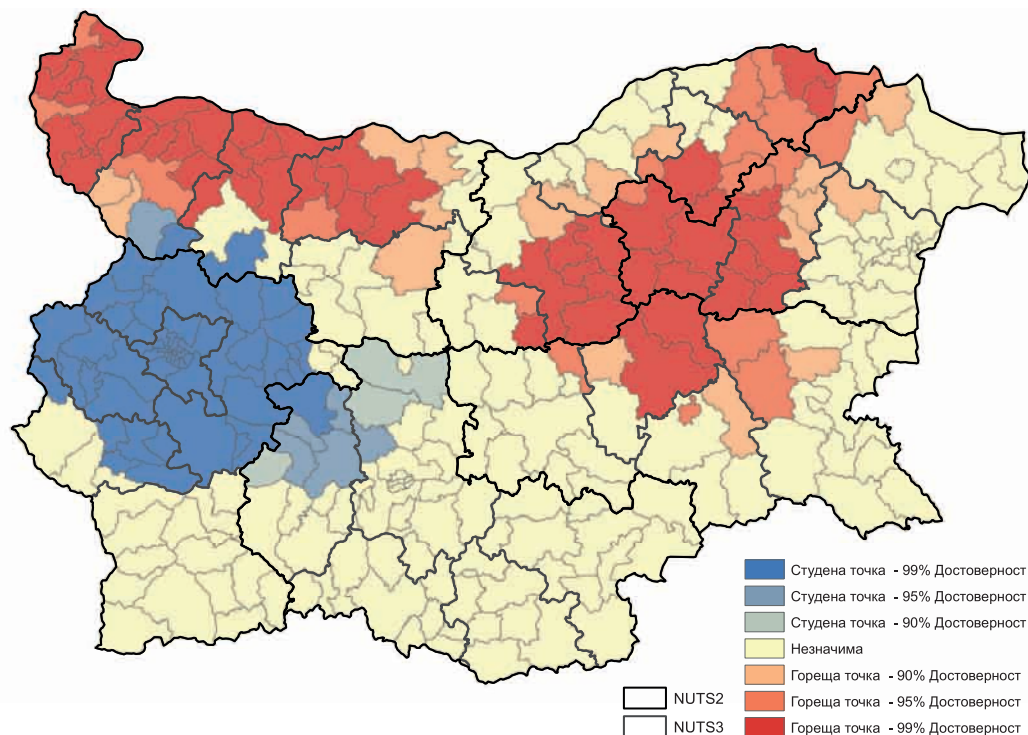 Студена точка - 99% Достоверност
Студена точка - 95% Достоверност
Студена точка - 90% Достоверност
Незначима
Гореща точка - 90% Достоверност
NUTS2 Гореща точка - 95% Достоверност
NUTS3 Гореща точка - 99% Достоверност